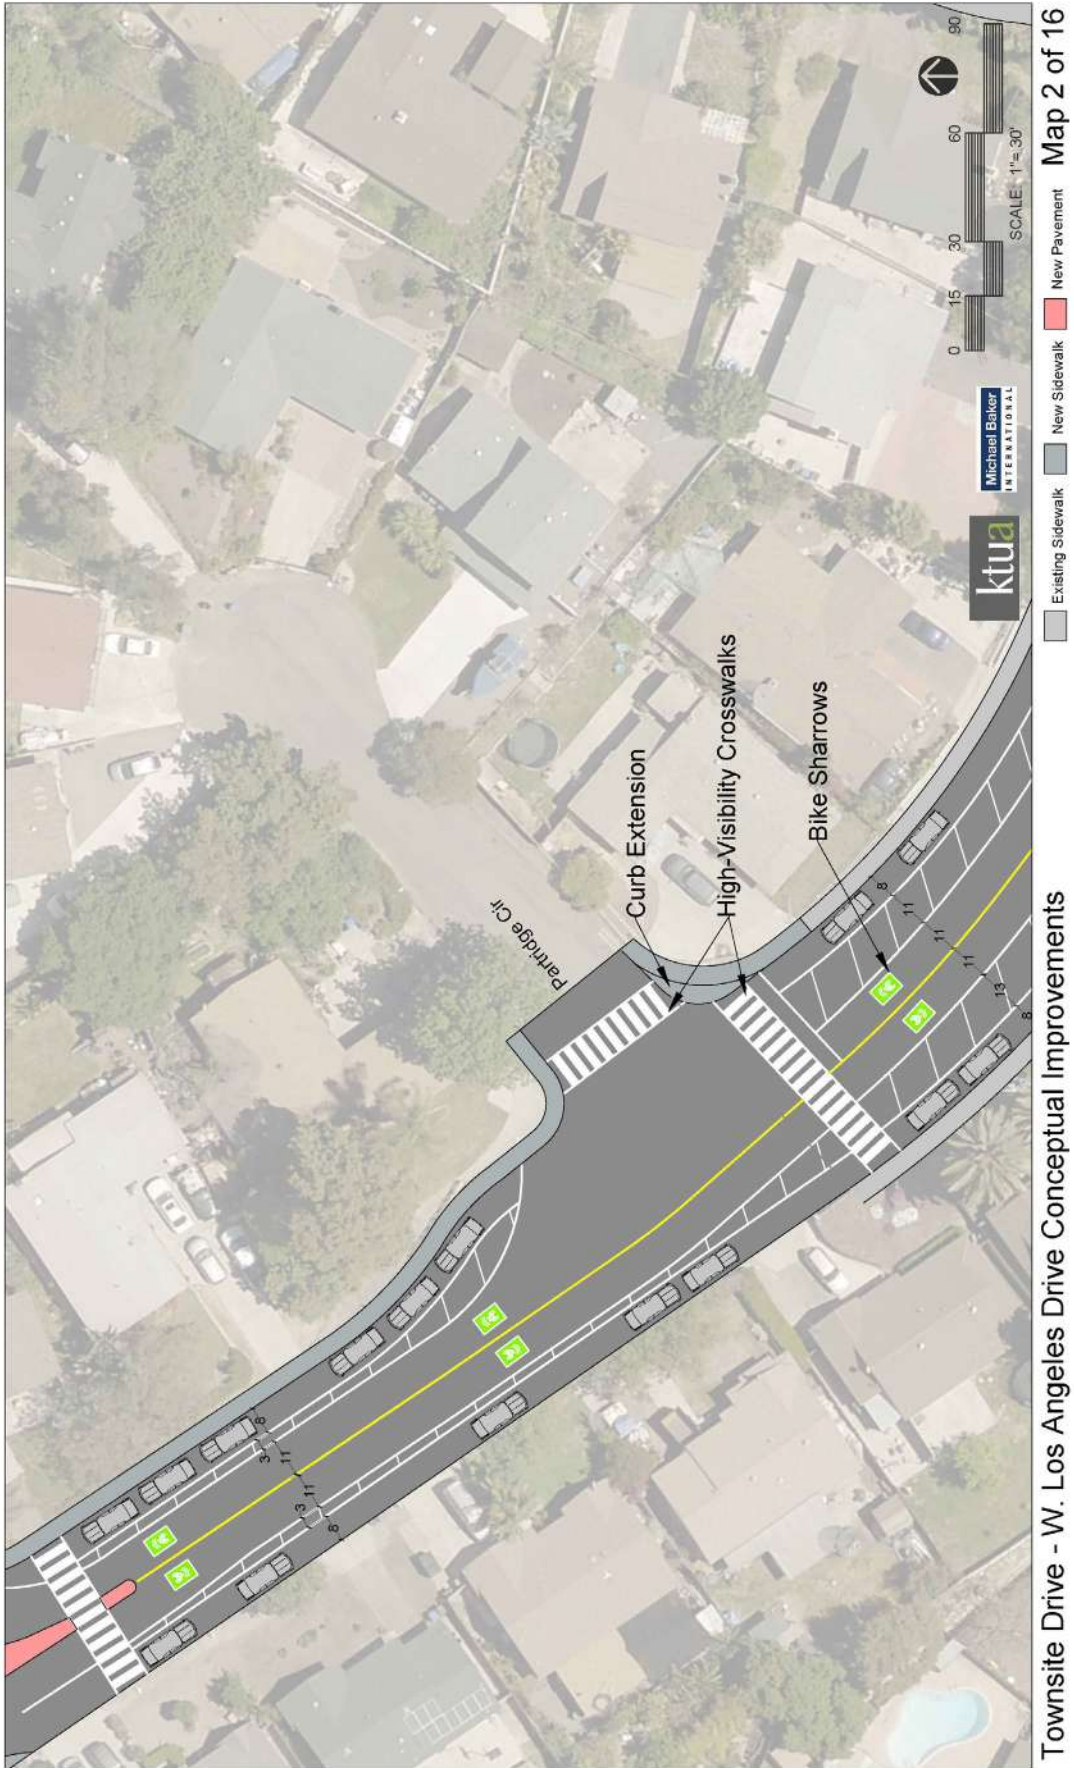 Partridge Cir
Curb Extension
High-Visibility Crosswalks
Bike Sharrows
8
3
11
11
3
8
8
11
11
11
13
8
ktua
Michael Baker
INTERNATIONAL
0 15 30 60 90
SCALE 1"= 30'
Townsite Drive - W. Los Angeles Drive Conceptual Improvements
Existing Sidewalk
New Sidewalk
New Pavement
Map 2 of 16